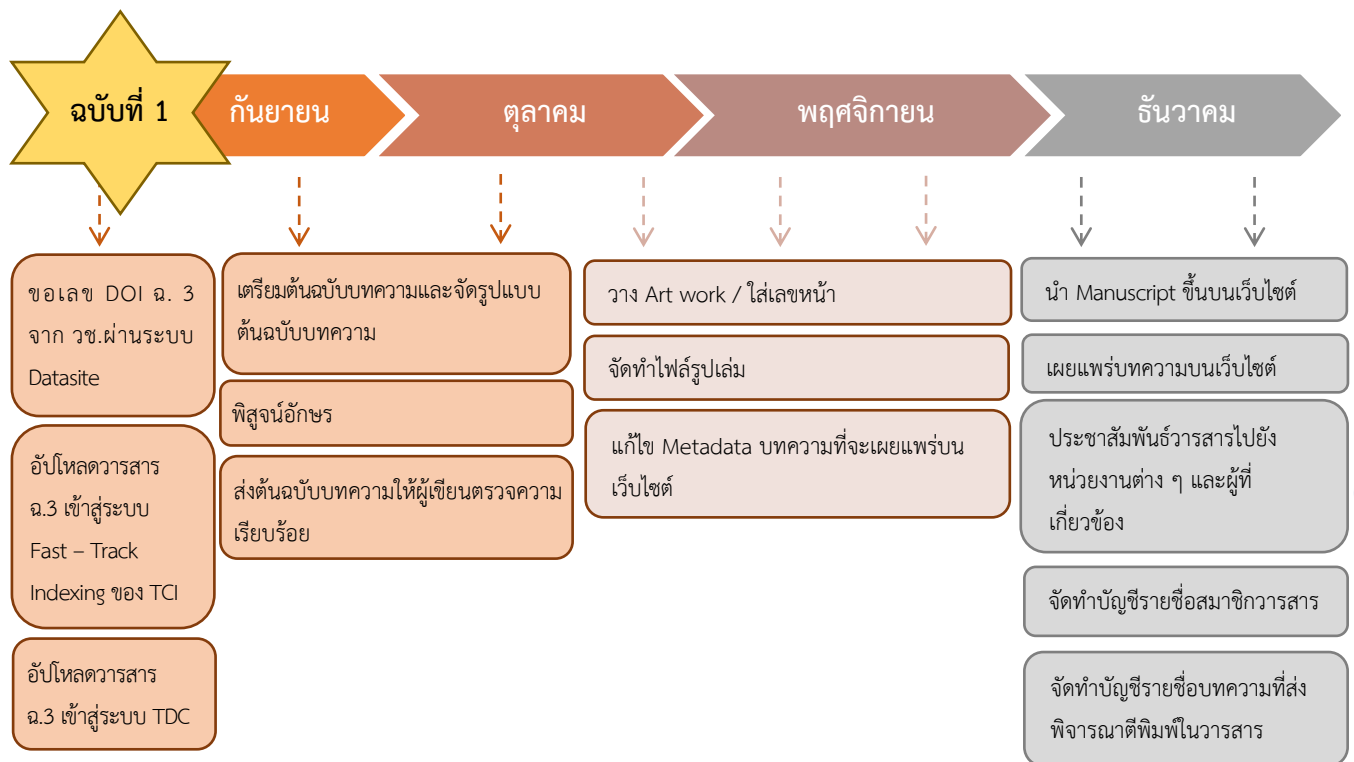 ฉบับที่ 1
กันยายน
ตุลาคม
พฤศจิกายน
ธันวาคม
ขอเลข DOI ฉ. 3
จาก วช.ผ่านระบบ
Datasite
อัปโหลดวารสาร
ฉ.3 เข้าสู่ระบบ
Fast – Track
Indexing ของ TCI
อัปโหลดวารสาร
ฉ.3 เข้าสู่ระบบ TDC
เตรียมต้นฉบับบทความและจัดรูปแบบ
ต้นฉบับบทความ
พิสูจน์อักษร
ส่งต้นฉบับบทความให้ผู้เขียนตรวจความ
เรียบร้อย
วาง Art work / ใส่เลขหน้า
จัดทำไฟล์รูปเล่ม
แก้ไข Metadata บทความที่จะเผยแพร่บน
เว็บไซต์
นำ Manuscript ขึ้นบนเว็บไซต์
เผยแพร่บทความบนเว็บไซต์
ประชาสัมพันธ์วารสารไปยัง
หน่วยงานต่าง ๆ และผู้ที่
เกี่ยวข้อง
จัดทำบัญชีรายชื่อสมาชิกวารสาร
จัดทำบัญชีรายชื่อบทความที่ส่ง
พิจารณาตีพิมพ์ในวารสาร